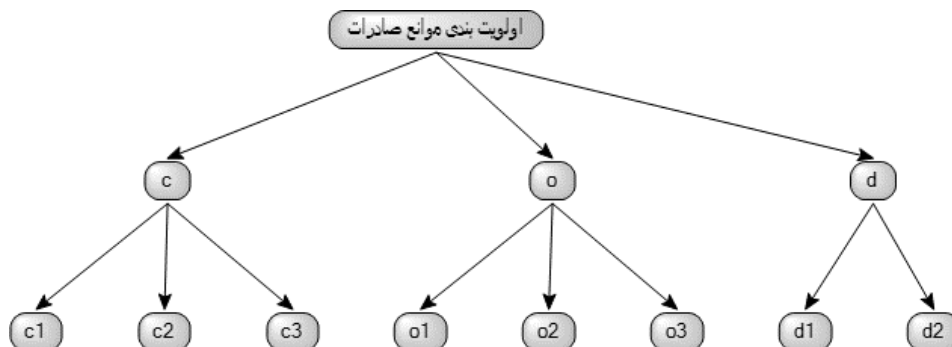 اولویت بندی موانع صادرات
c o d
c1 c2 c3 o1 o2 o3 d1 d2